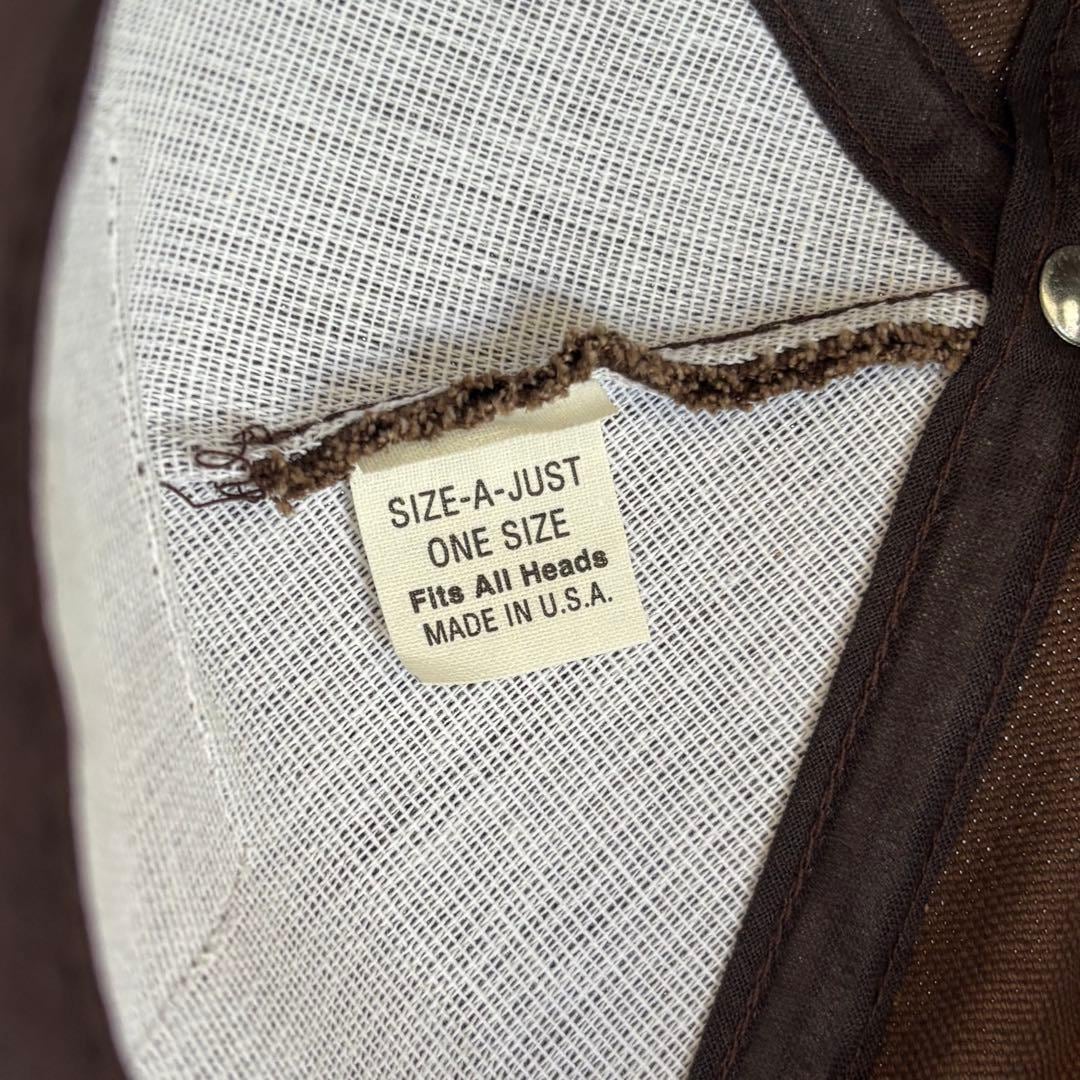 SIZE-A-JUST
ONE SIZE
Fits All Heads
MADE IN U.S.A.